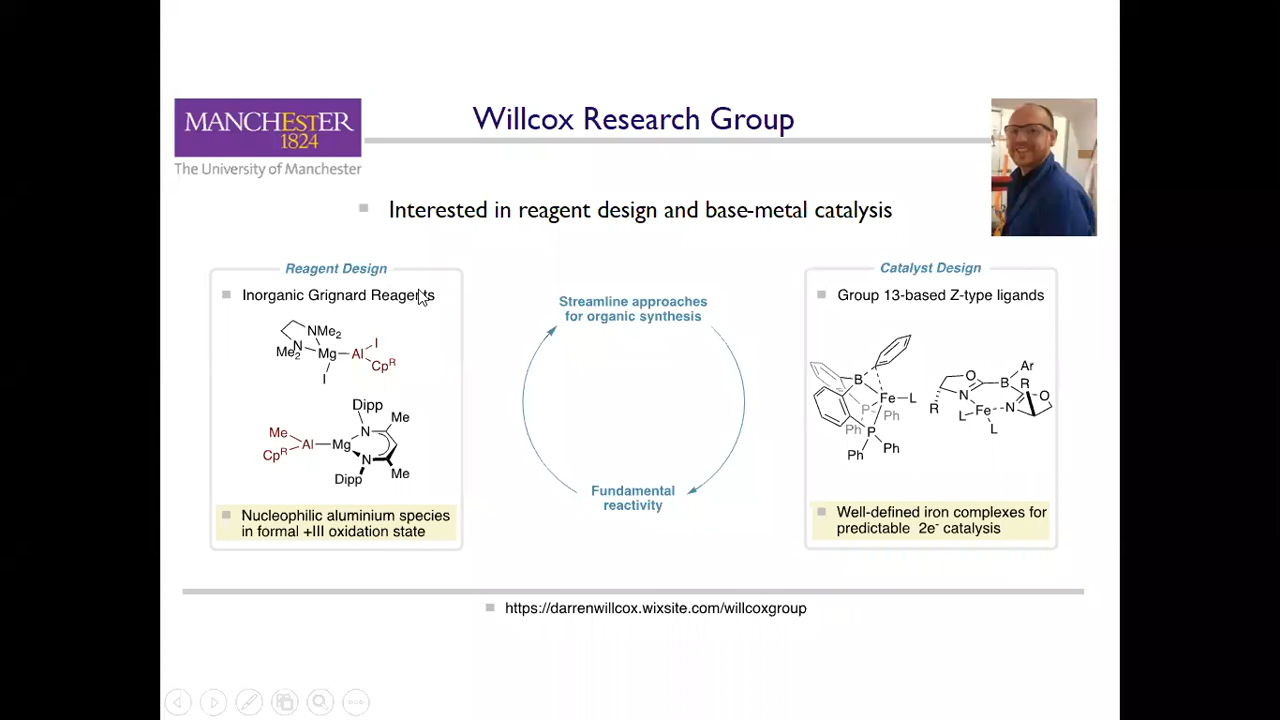 MANCHESTER
1824
The University of Manchester
Willcox Research Group
Interested in reagent design and base-metal catalysis
Reagent Design
Inorganic Grignard Reagents
NMe2
N
Me2
Mg
Al
I
CpR
I
Dipp
Me
Me
N
Al
Mg
CpR
N
Dipp
Me
Nucleophilic aluminium species
in formal +III oxidation state
Streamline approaches
for organic synthesis
Fundamental
reactivity
Catalyst Design
Group 13-based Z-type ligands
B
Fe
L
P
Ph
Ph
P
Ph
Ph
Ar
O
B
R
N
O
R
L
Fe
N
L
Well-defined iron complexes for
predictable 2e- catalysis
https://darrenwillcox.wixsite.com/willcoxgroup